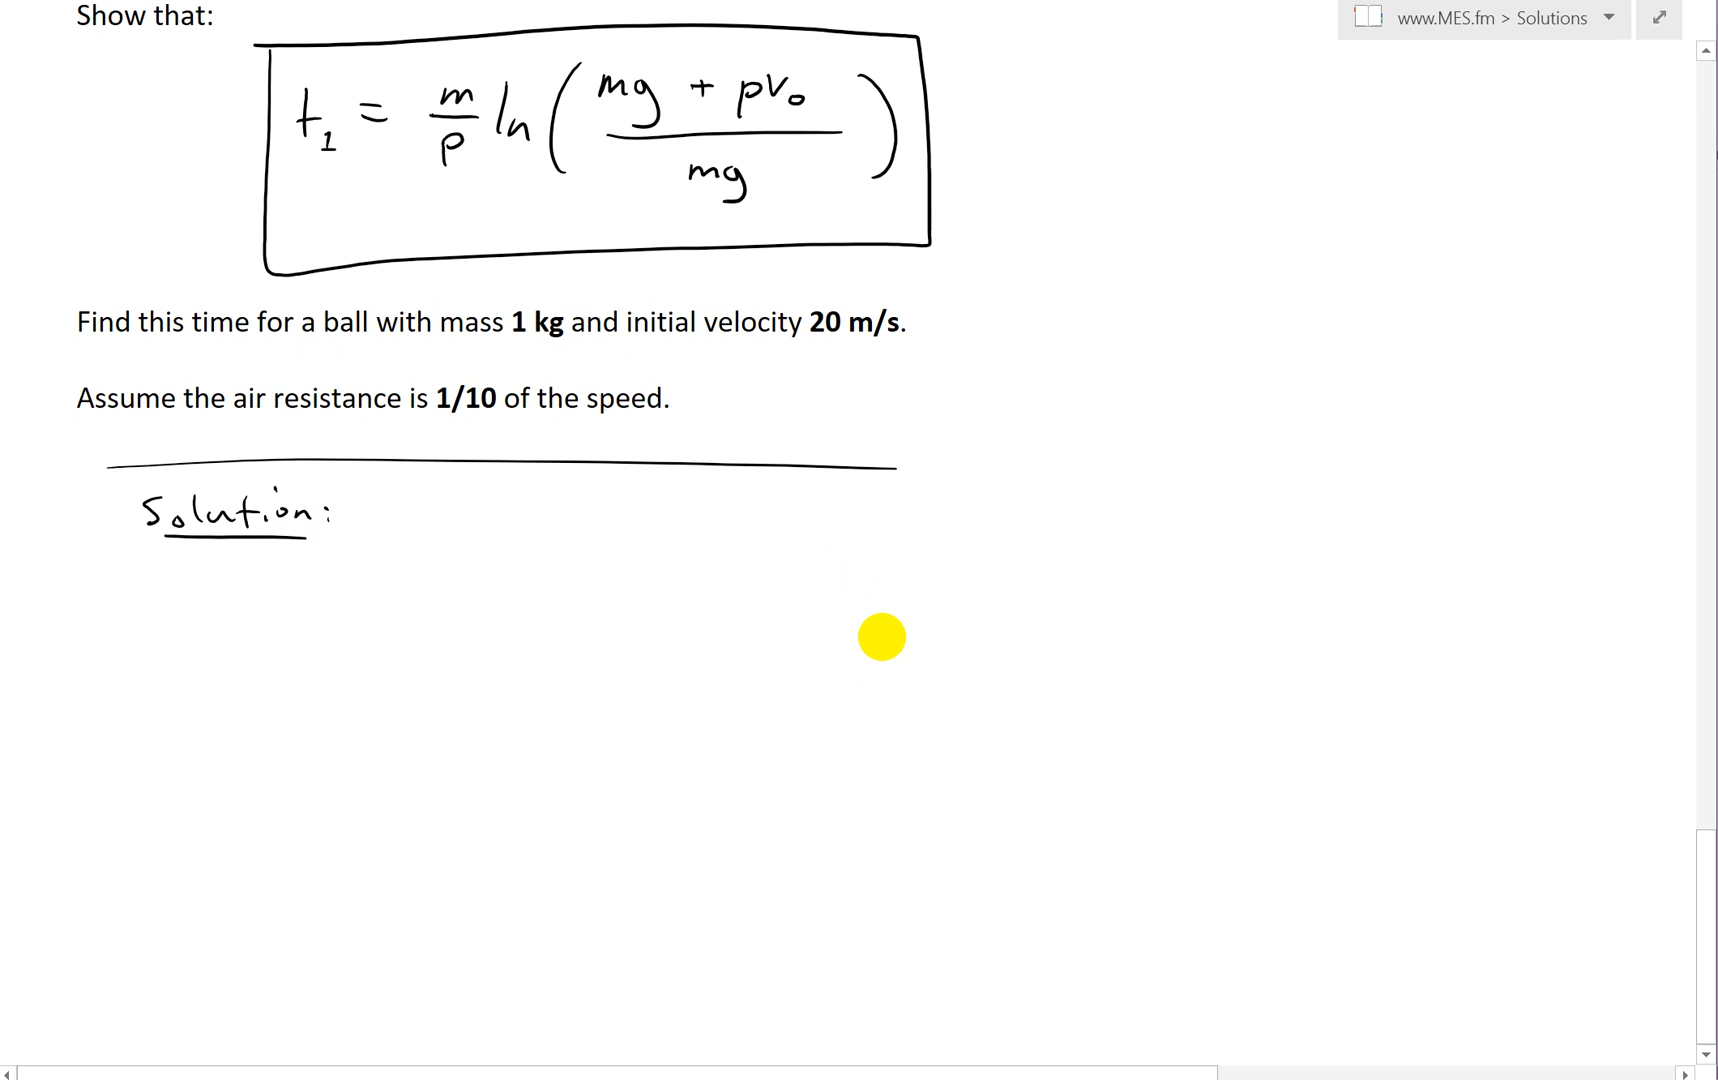 Show that:
www.MES.fm > Solutions
t₁ = m/p ln( (mg + pv₀)/mg )
Find this time for a ball with mass 1 kg and initial velocity 20 m/s.
Assume the air resistance is 1/10 of the speed.
Solution: